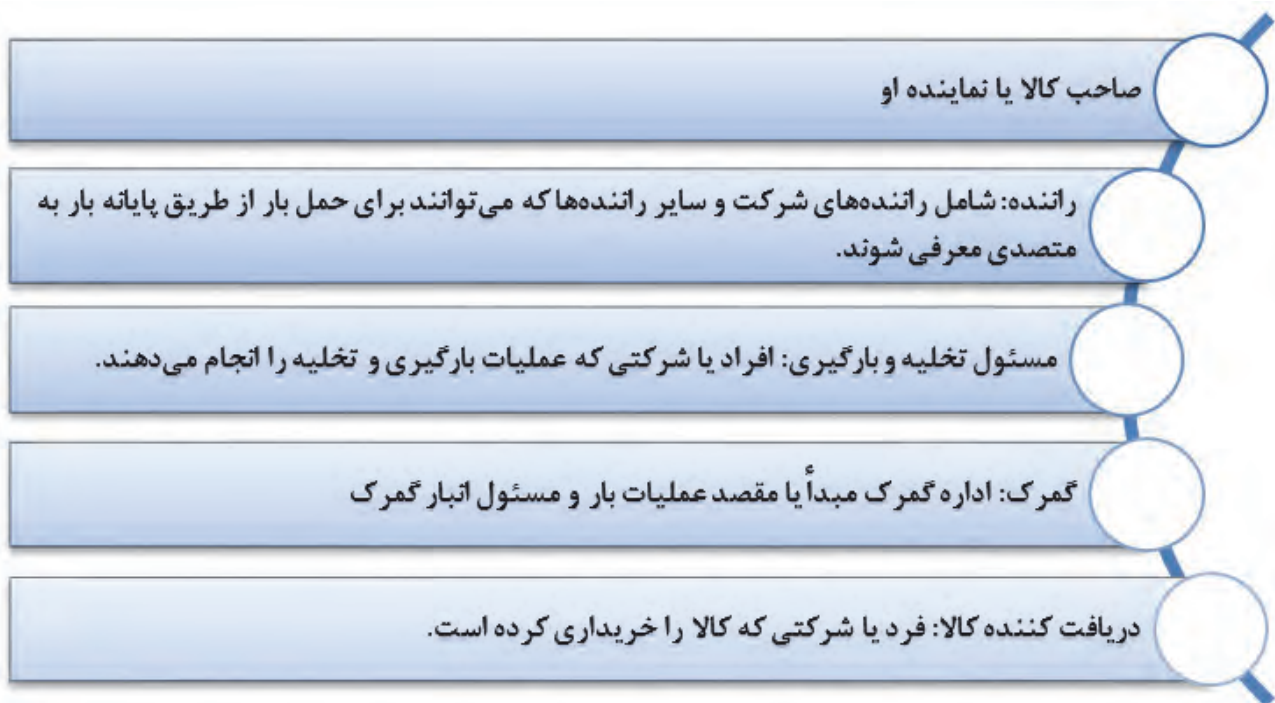 صاحب کالا یا نماینده او
راننده: شامل راننده‌های شرکت و سایر راننده‌ها که می‌توانند برای حمل بار از طریق پایانه بار به
متصدی معرفی شوند.
مسئول تخلیه و بارگیری: افراد یا شرکتی که عملیات بارگیری و تخلیه را انجام می‌دهند.
گمرک: اداره گمرک مبدأ یا مقصد عملیات بار و مسئول انبار گمرک
دریافت کننده کالا: فرد یا شرکتی که کالا را خریداری کرده است.